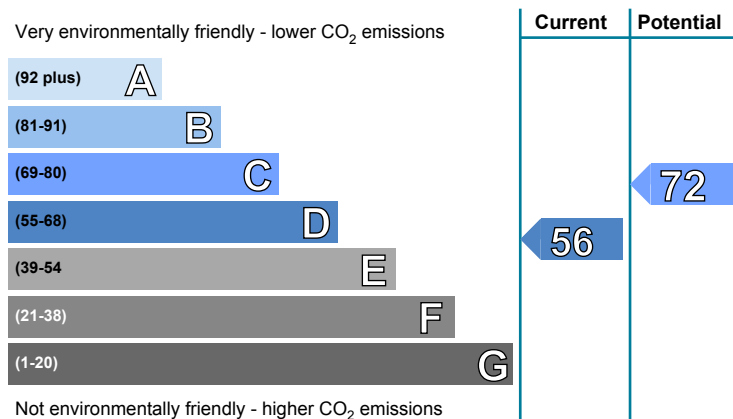 Current Potential
Very environmentally friendly - lower CO₂ emissions
(92 plus) A
(81-91) B
(69-80) C
72
(55-68) D
56
(39-54 E
(21-38) F
(1-20) G
Not environmentally friendly - higher CO₂ emissions